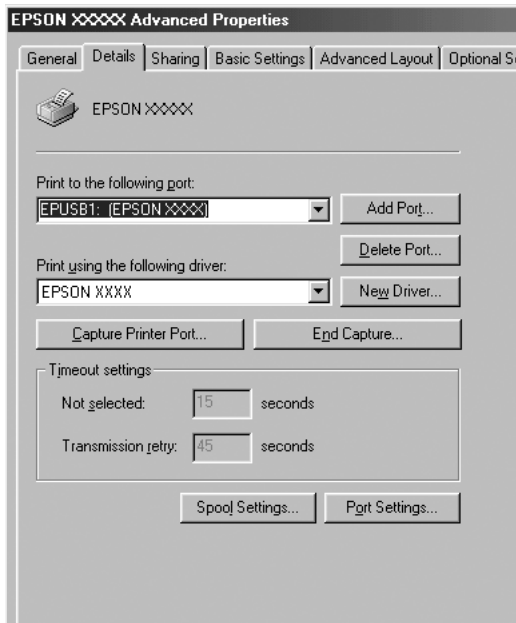 EPSON XXXXX Advanced Properties
General Details Sharing Basic Settings Advanced Layout Optional S
EPSON XXXXX
Print to the following port:
EPUSB1: (EPSON XXXX)
Add Port...
Delete Port...
Print using the following driver:
EPSON XXXX
New Driver...
Capture Printer Port... End Capture...
Timeout settings
Not selected: 15 seconds
Transmission retry: 45 seconds
Spool Settings... Port Settings...